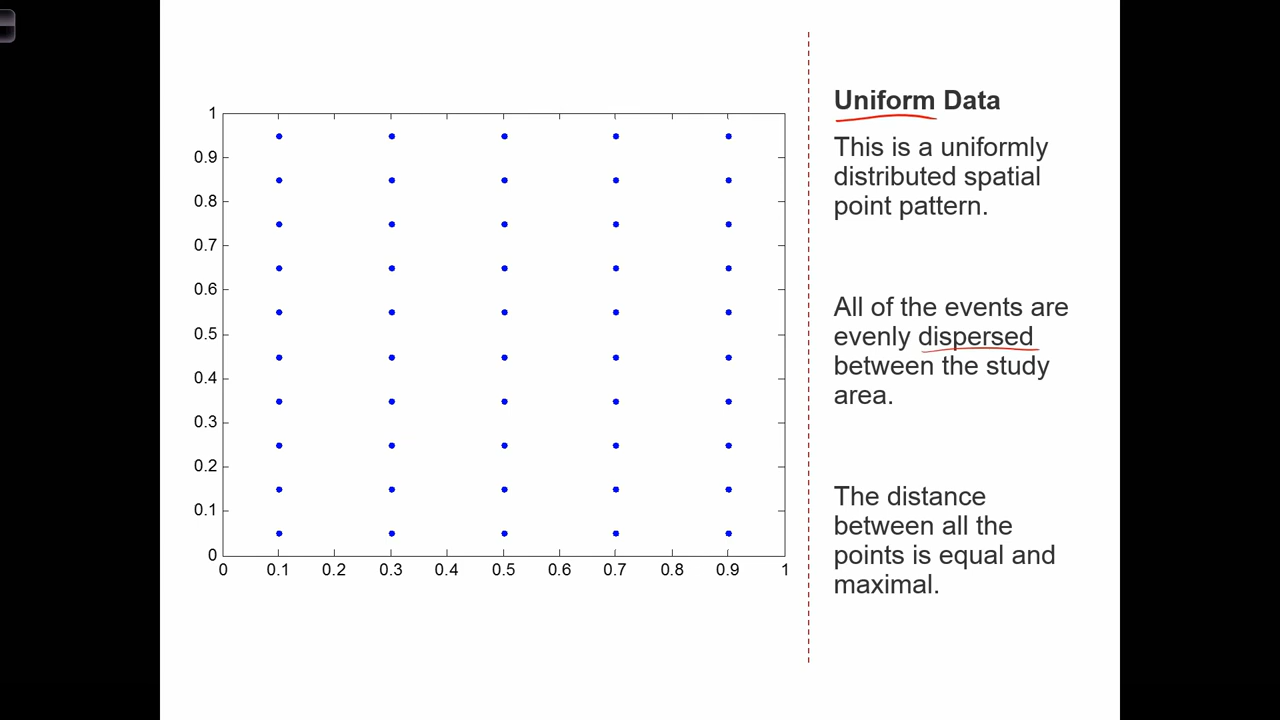 Uniform Data
This is a uniformly
distributed spatial
point pattern.
All of the events are
evenly dispersed
between the study
area.
The distance
between all the
points is equal and
maximal.
1
0.9
0.8
0.7
0.6
0.5
0.4
0.3
0.2
0.1
0
0 0.1 0.2 0.3 0.4 0.5 0.6 0.7 0.8 0.9 1